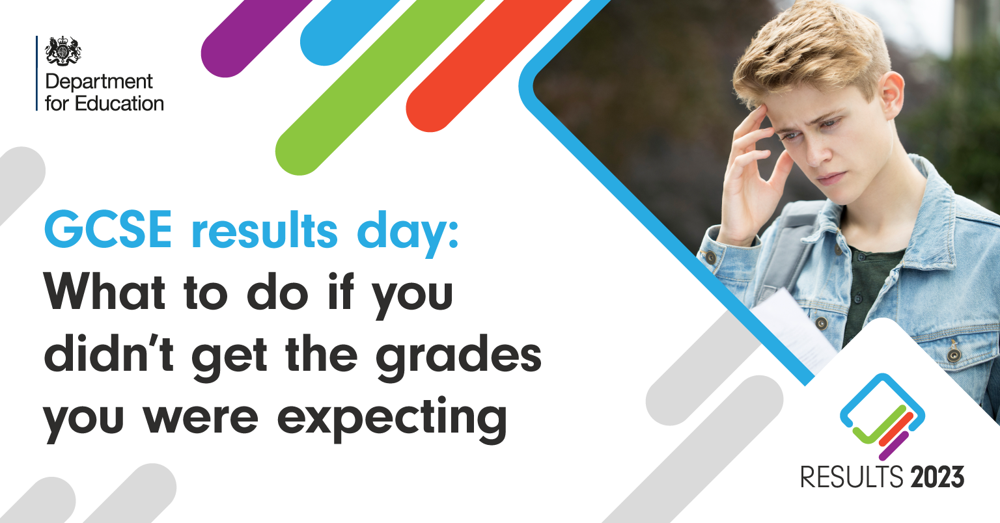 Department
for Education
GCSE results day:
What to do if you
didn’t get the grades
you were expecting
RESULTS 2023